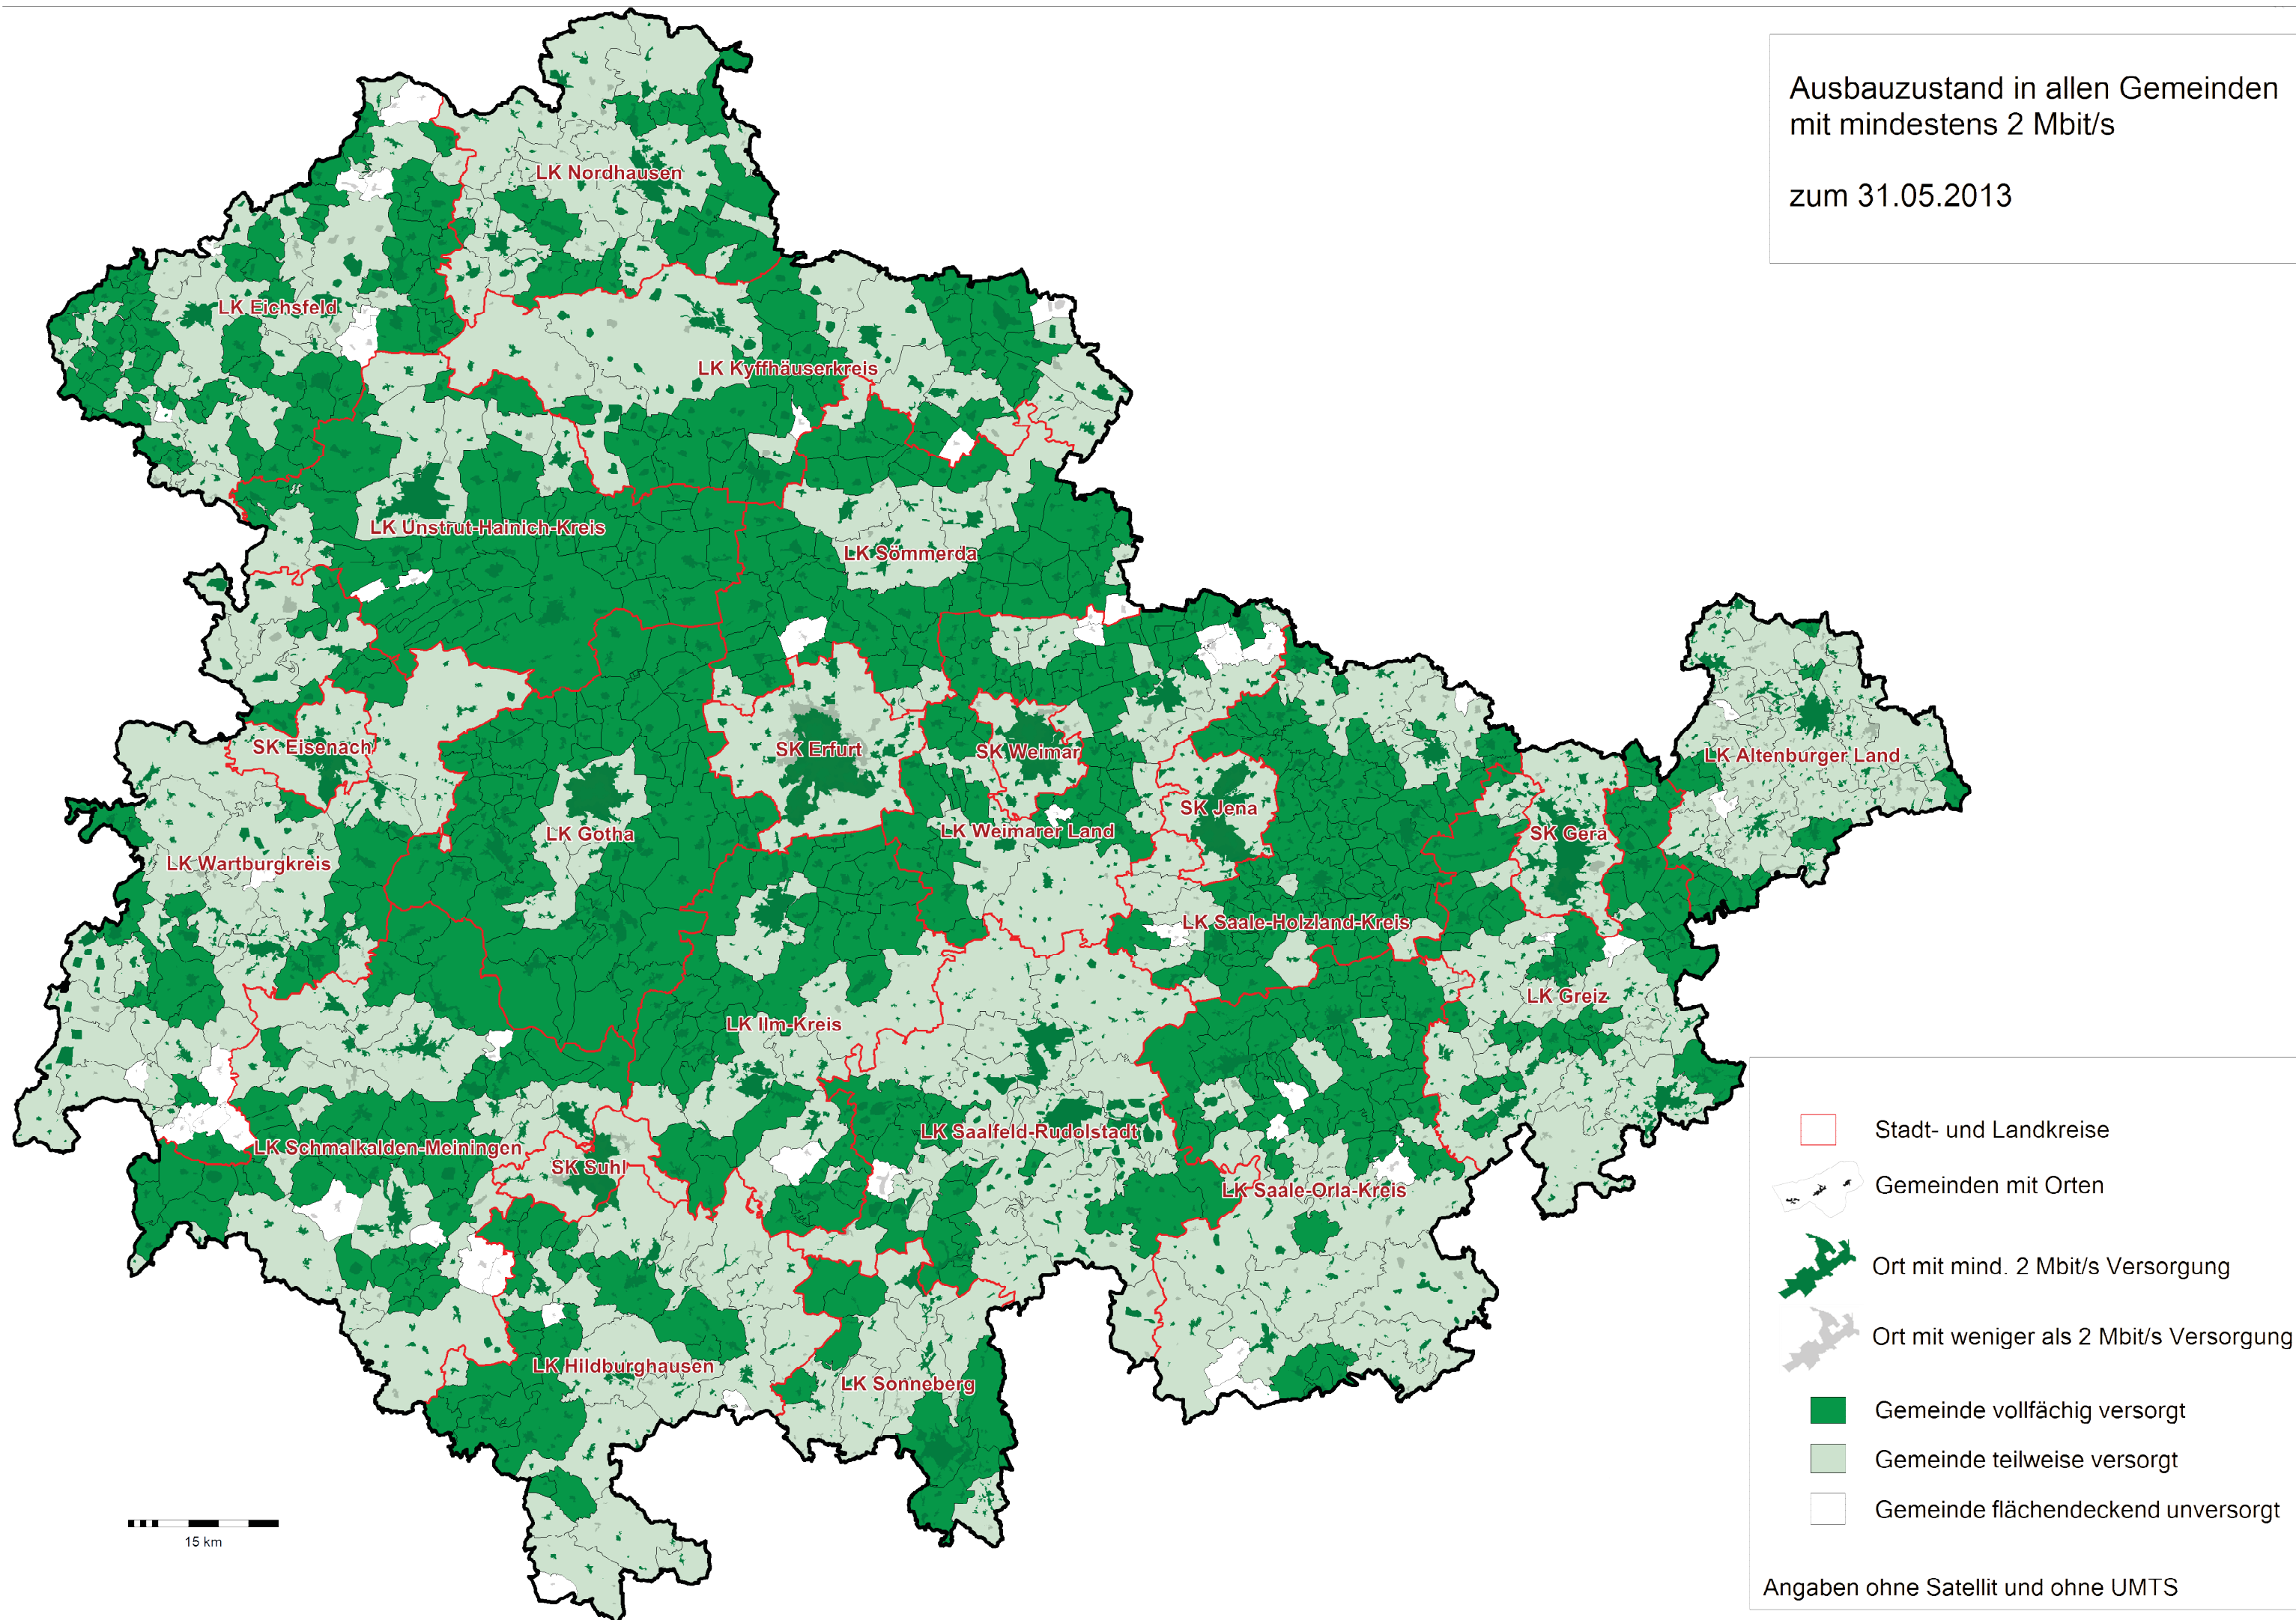 Ausbauzustand in allen Gemeinden
mit mindestens 2 Mbit/s
zum 31.05.2013
LK Nordhausen
LK Eichsfeld
LK Kyffhäuserkreis
LK Unstrut-Hainich-Kreis
LK Sömmerda
SK Eisenach
SK Erfurt
SK Weimar
LK Altenburger Land
SK Jena
LK Gotha
LK Weimarer Land
SK Gera
LK Wartburgkreis
LK Saale-Holzland-Kreis
LK Greiz
LK Ilm-Kreis
LK Saalfeld-Rudolstadt
LK Schmalkalden-Meiningen
SK Suhl
LK Saale-Orla-Kreis
LK Hildburghausen
LK Sonneberg
15 km
Stadt- und Landkreise
Gemeinden mit Orten
Ort mit mind. 2 Mbit/s Versorgung
Ort mit weniger als 2 Mbit/s Versorgung
Gemeinde vollfächig versorgt
Gemeinde teilweise versorgt
Gemeinde flächendeckend unversorgt
Angaben ohne Satellit und ohne UMTS